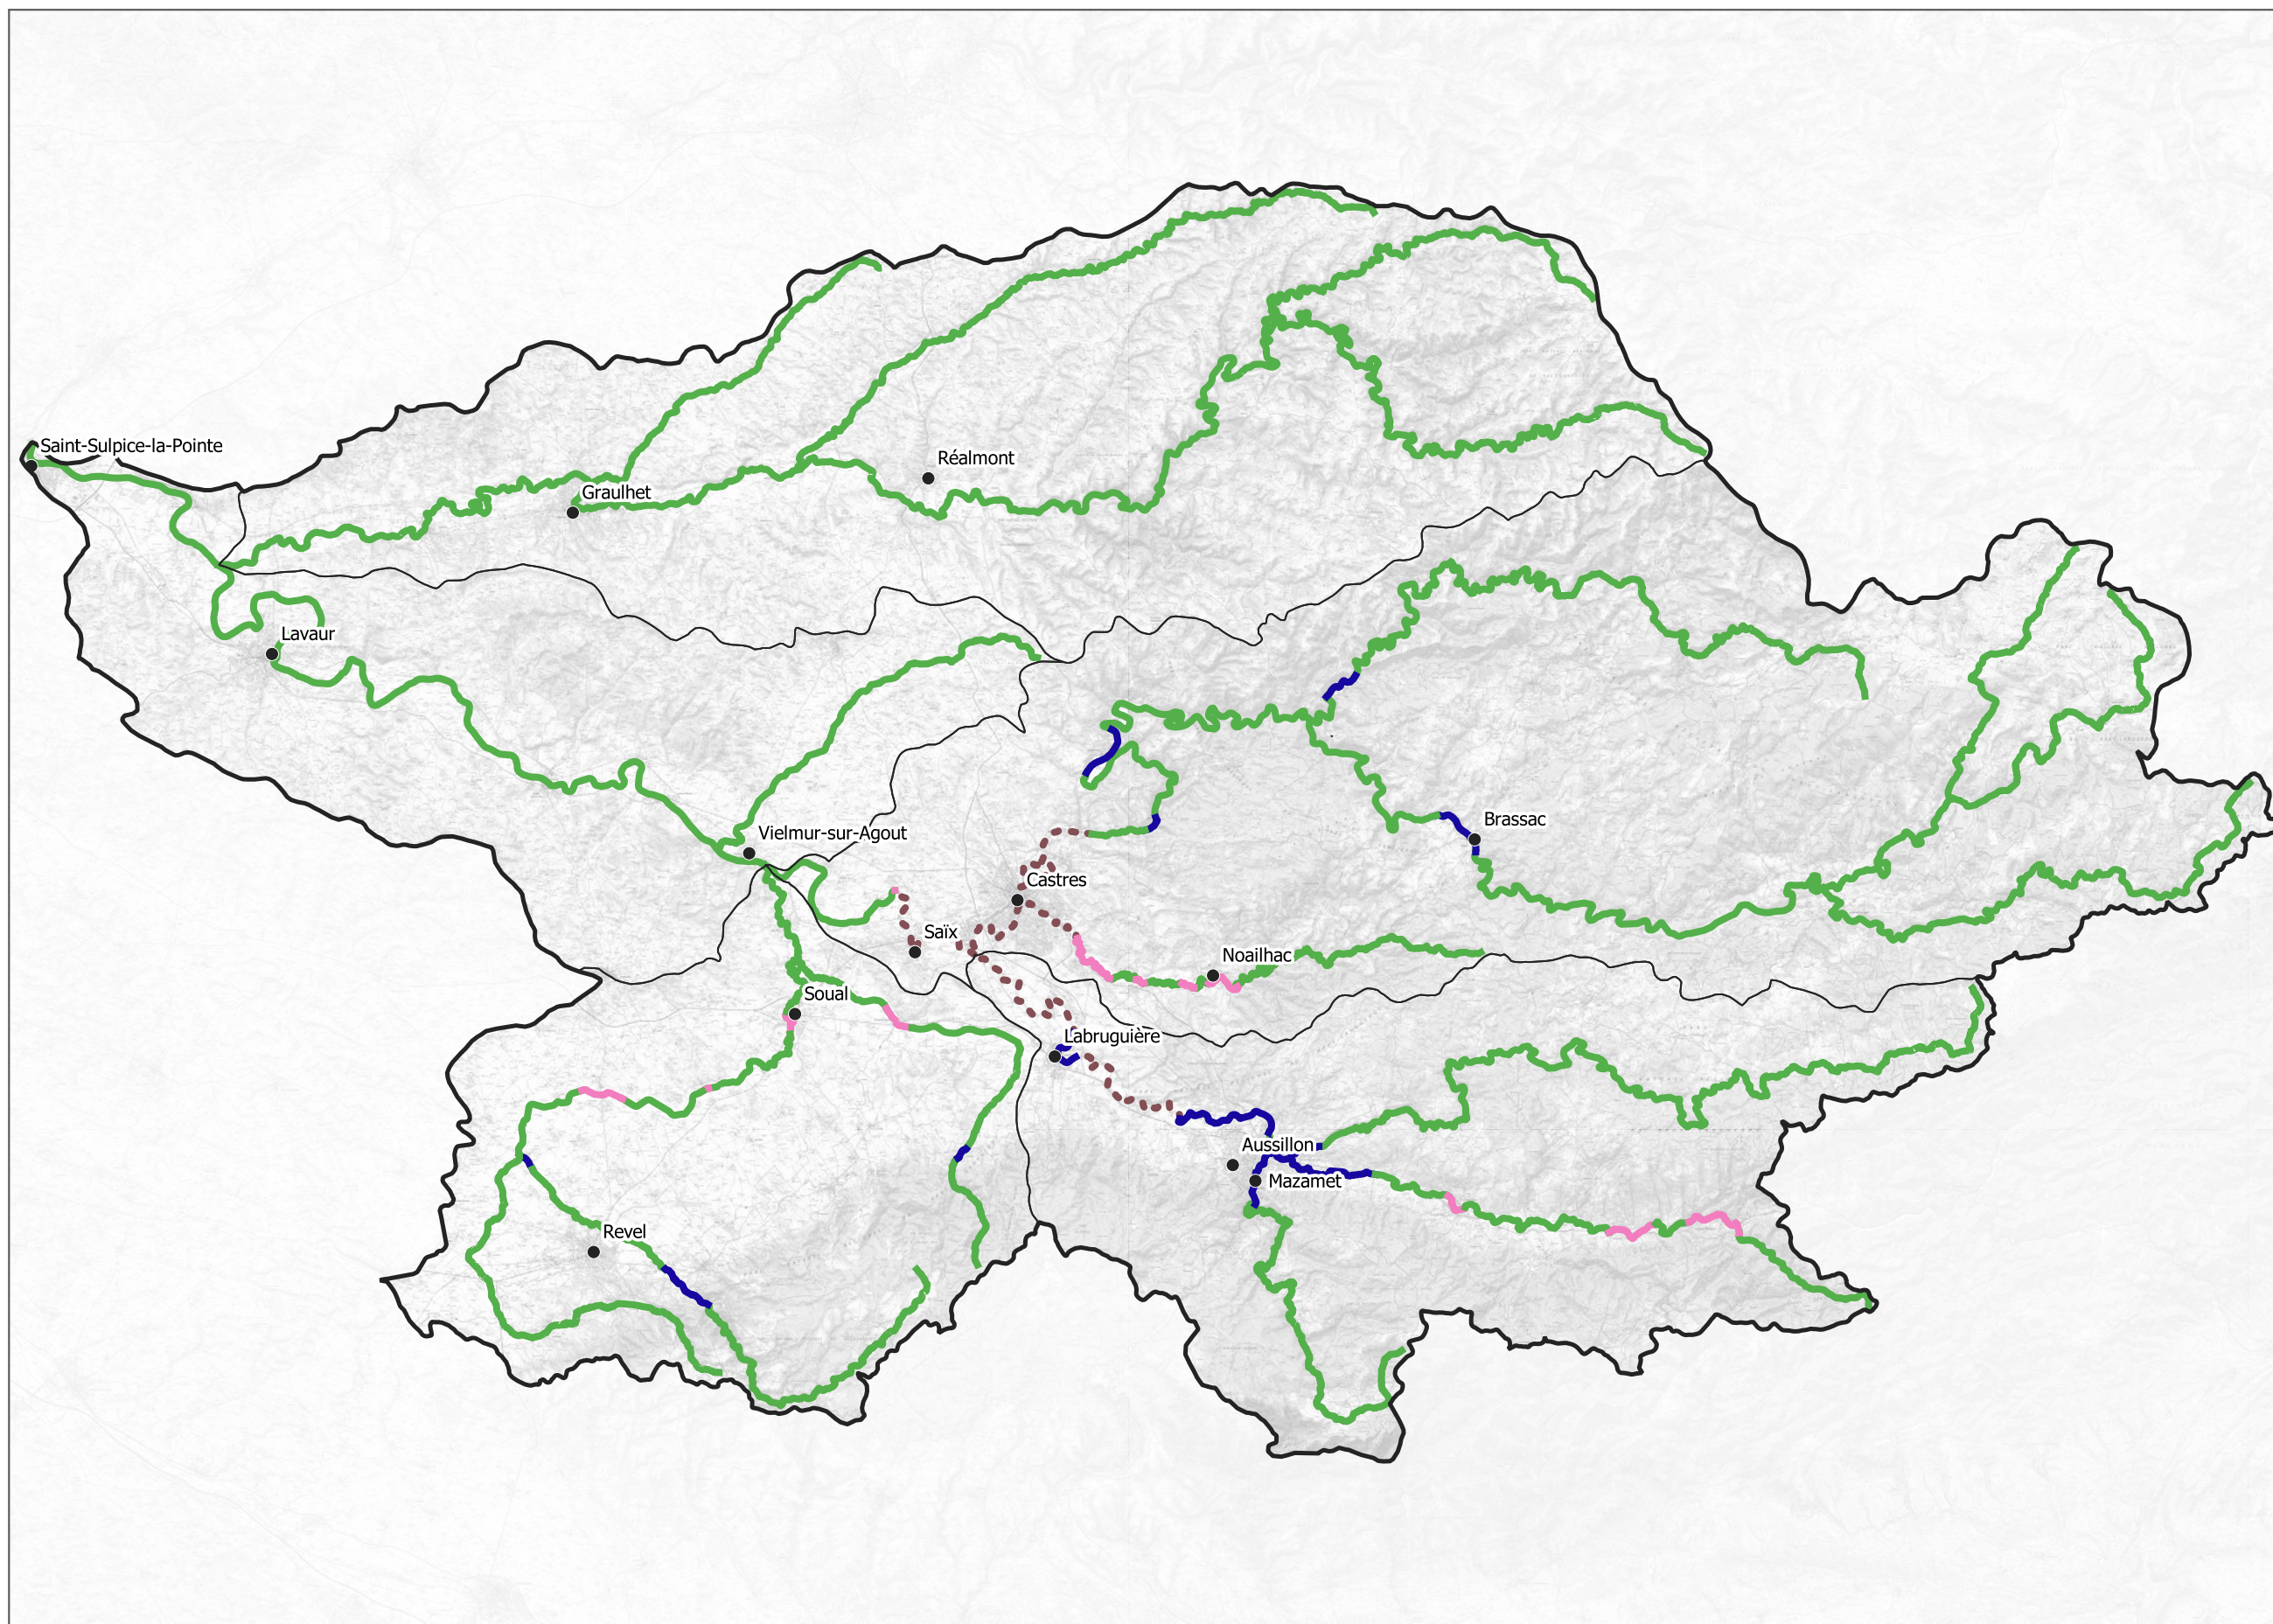 Saint-Sulpice-la-Pointe
Réalmont
Graulhet
Lavaur
Brassac
Vielmur-sur-Agout
Castres
Saïx
Noailhac
Soual
Labruguière
Aussillon
Mazamet
Revel